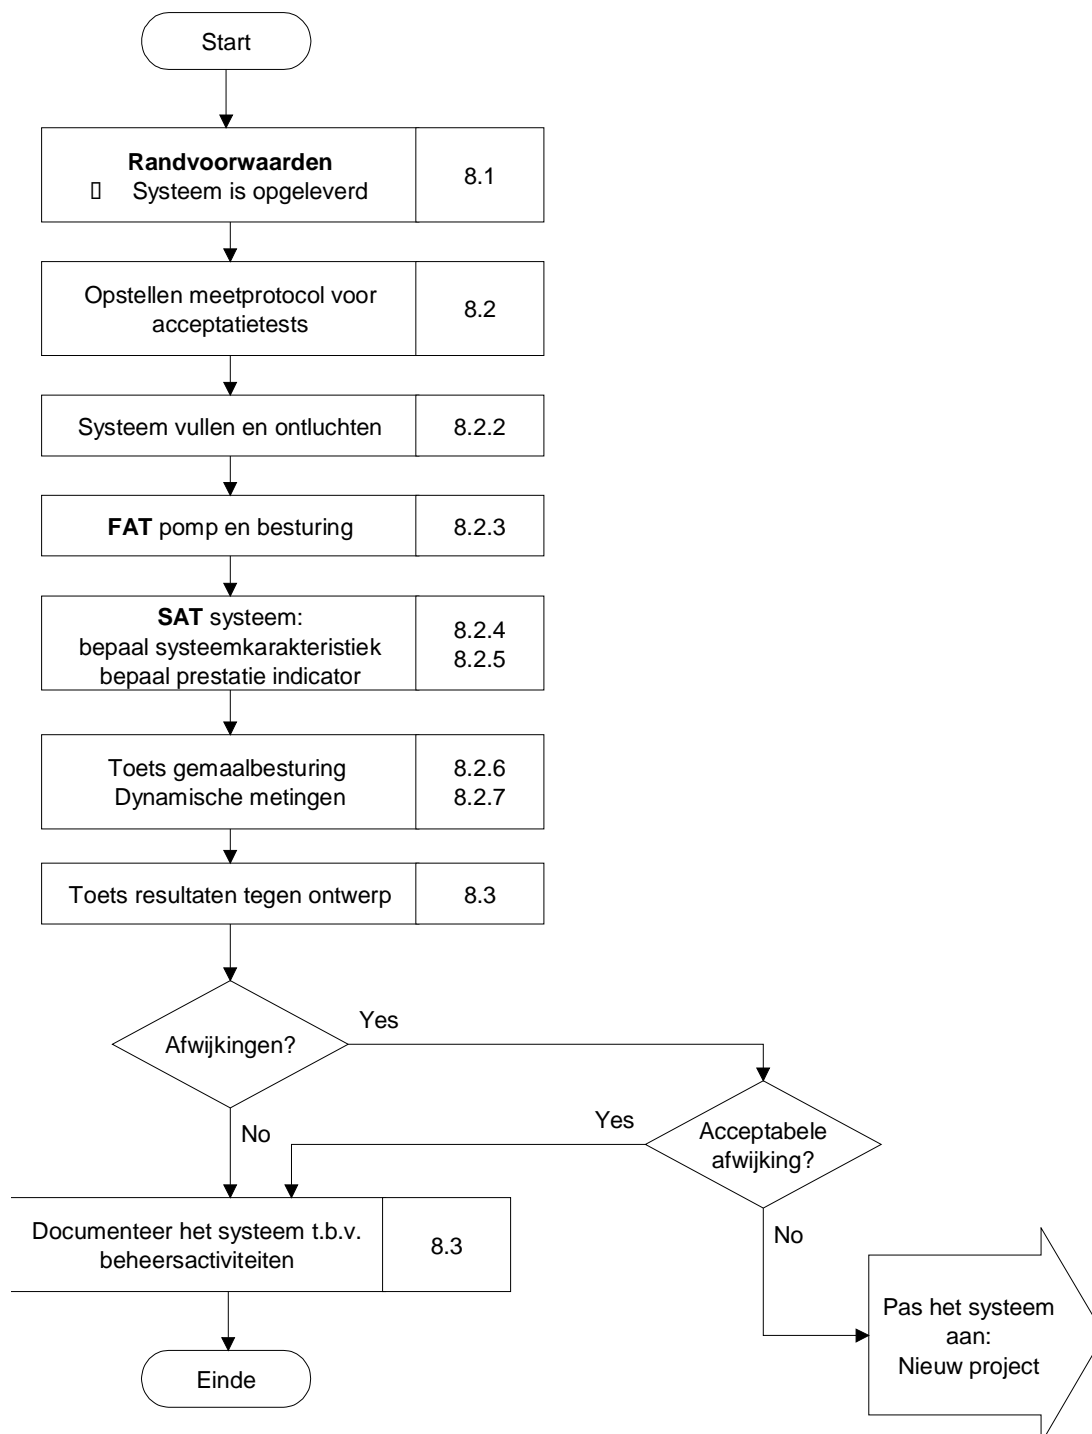 Start
Randvoorwaarden
Systeem is opgeleverd
8.1
Opstellen meetprotocol voor
acceptatietests
8.2
Systeem vullen en ontluchten
8.2.2
FAT pomp en besturing
8.2.3
SAT systeem:
bepaal systeemkarakteristiek
bepaal prestatie indicator
8.2.4
8.2.5
Toets gemaalbesturing
Dynamische metingen
8.2.6
8.2.7
Toets resultaten tegen ontwerp
8.3
Afwijkingen?
Yes
No
Acceptabele
afwijking?
Yes
No
Documenteer het systeem t.b.v.
beheersactiviteiten
8.3
Pas het systeem
aan:
Nieuw project
Einde